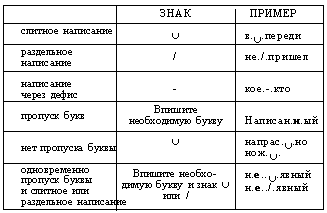 ЗНАК ПРИМЕР
слитное написание ◡ в.◡.переди
раздельное
написание / не./.пришел
написание
через дефис - кое.-.кто
пропуск букв Впишите
необходимую букву Написан.н.ый
нет пропуска буквы ◡ напрас.◡.но
нож.◡.
одновременно
пропуск буквы
и слитное или
раздельное написание Впишите необхо-
димую букву и знак ◡
или / н.е..◡.явный
н.е../.явный